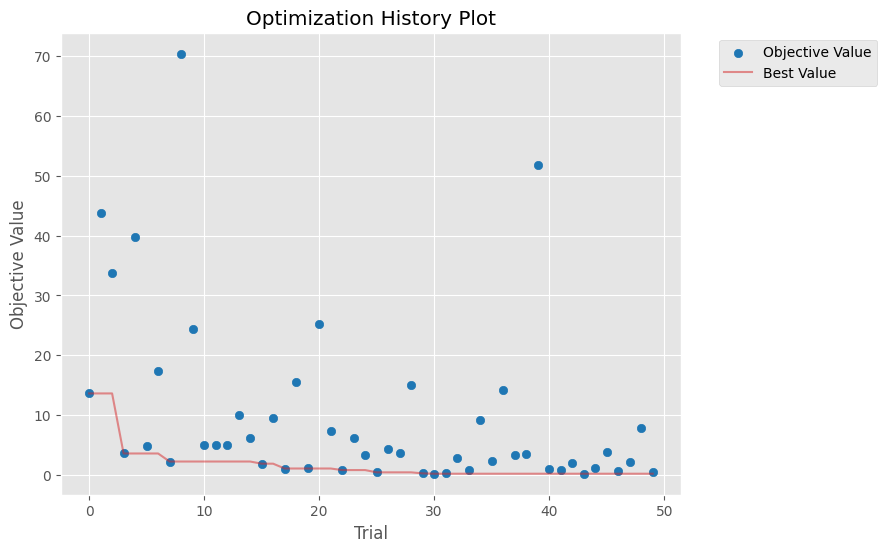 Optimization History Plot
Objective Value
Best Value
Objective Value
70
60
50
40
30
20
10
0
0 10 20 30 40 50
Trial